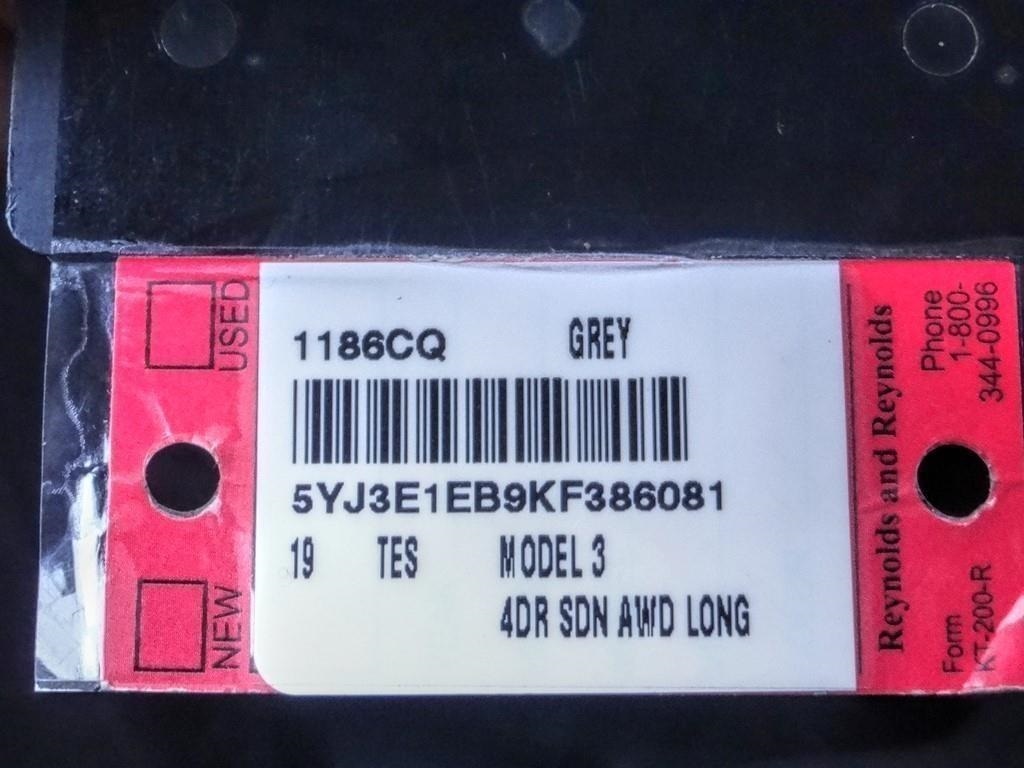 USED
NEW
1186CQ GREY
5YJ3E1EB9KF386081
19 TES MODEL 3
4DR SDN AWD LONG
Reynolds and Reynolds
Phone
1-800-
344-0996
Form
KT-200-R